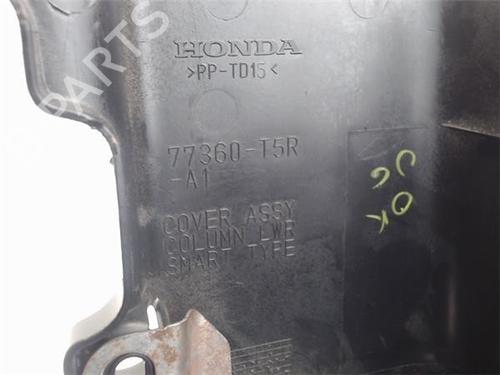 HONDA
>PP-TD15<
77360-T5R
-A1
COVER ASSY
COLUMN LWR
SMART TYPE
OK
PARTS